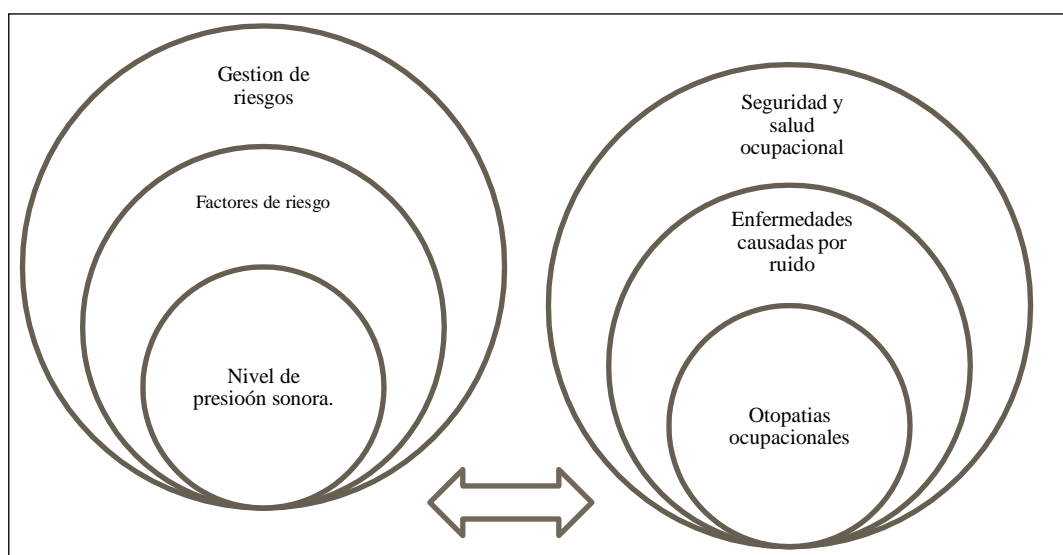 Gestion de
riesgos
Factores de riesgo
Nivel de
presioón sonora.
Seguridad y
salud
ocupacional
Enfermedades
causadas por
ruido
Otopatias
ocupacionales